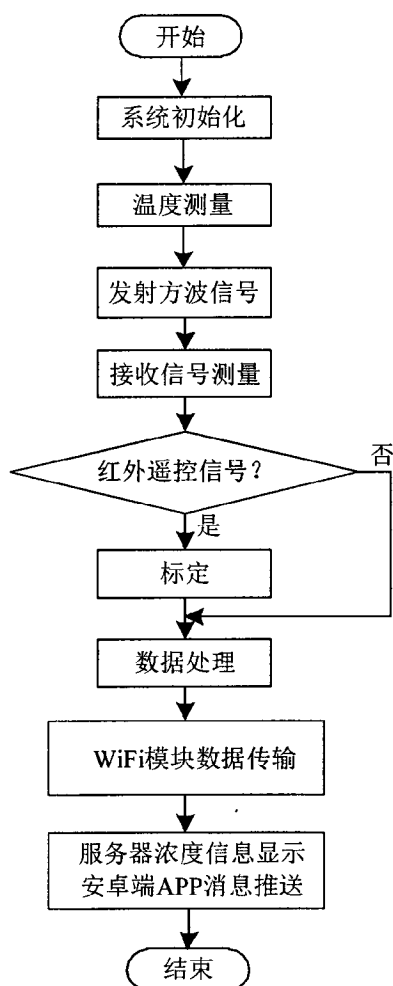 开始
系统初始化
温度测量
发射方波信号
接收信号测量
红外遥控信号?
否
是
标定
数据处理
WiFi模块数据传输
服务器浓度信息显示
安卓端APP消息推送
结束